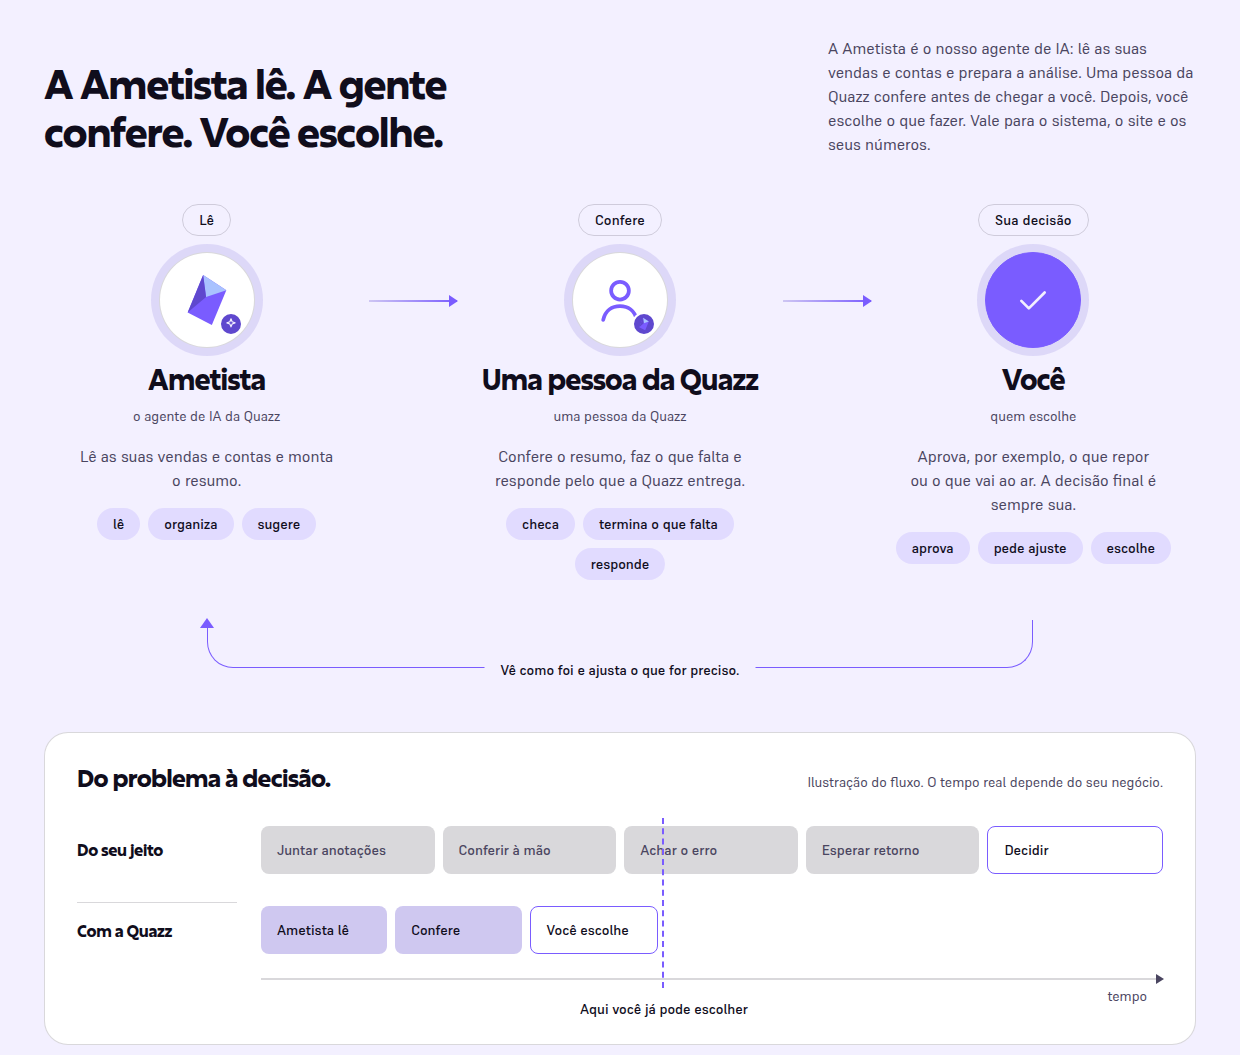 A Ametista lê. A gente
confere. Você escolhe.
A Ametista é o nosso agente de IA: lê as suas
vendas e contas e prepara a análise. Uma pessoa da
Quazz confere antes de chegar a você. Depois, você
escolhe o que fazer. Vale para o sistema, o site e os
seus números.
Lê
Confere
Sua decisão
Ametista
Uma pessoa da Quazz
Você
o agente de IA da Quazz
uma pessoa da Quazz
quem escolhe
Lê as suas vendas e contas e monta
o resumo.
Confere o resumo, faz o que falta e
responde pelo que a Quazz entrega.
Aprova, por exemplo, o que repor
ou o que vai ao ar. A decisão final é
sempre sua.
lê
organiza
sugere
checa
termina o que falta
responde
aprova
pede ajuste
escolhe
Vê como foi e ajusta o que for preciso.
Do problema à decisão.
Ilustração do fluxo. O tempo real depende do seu negócio.
Do seu jeito
Juntar anotações
Conferir à mão
Achar o erro
Esperar retorno
Decidir
Com a Quazz
Ametista lê
Confere
Você escolhe
tempo
Aqui você já pode escolher